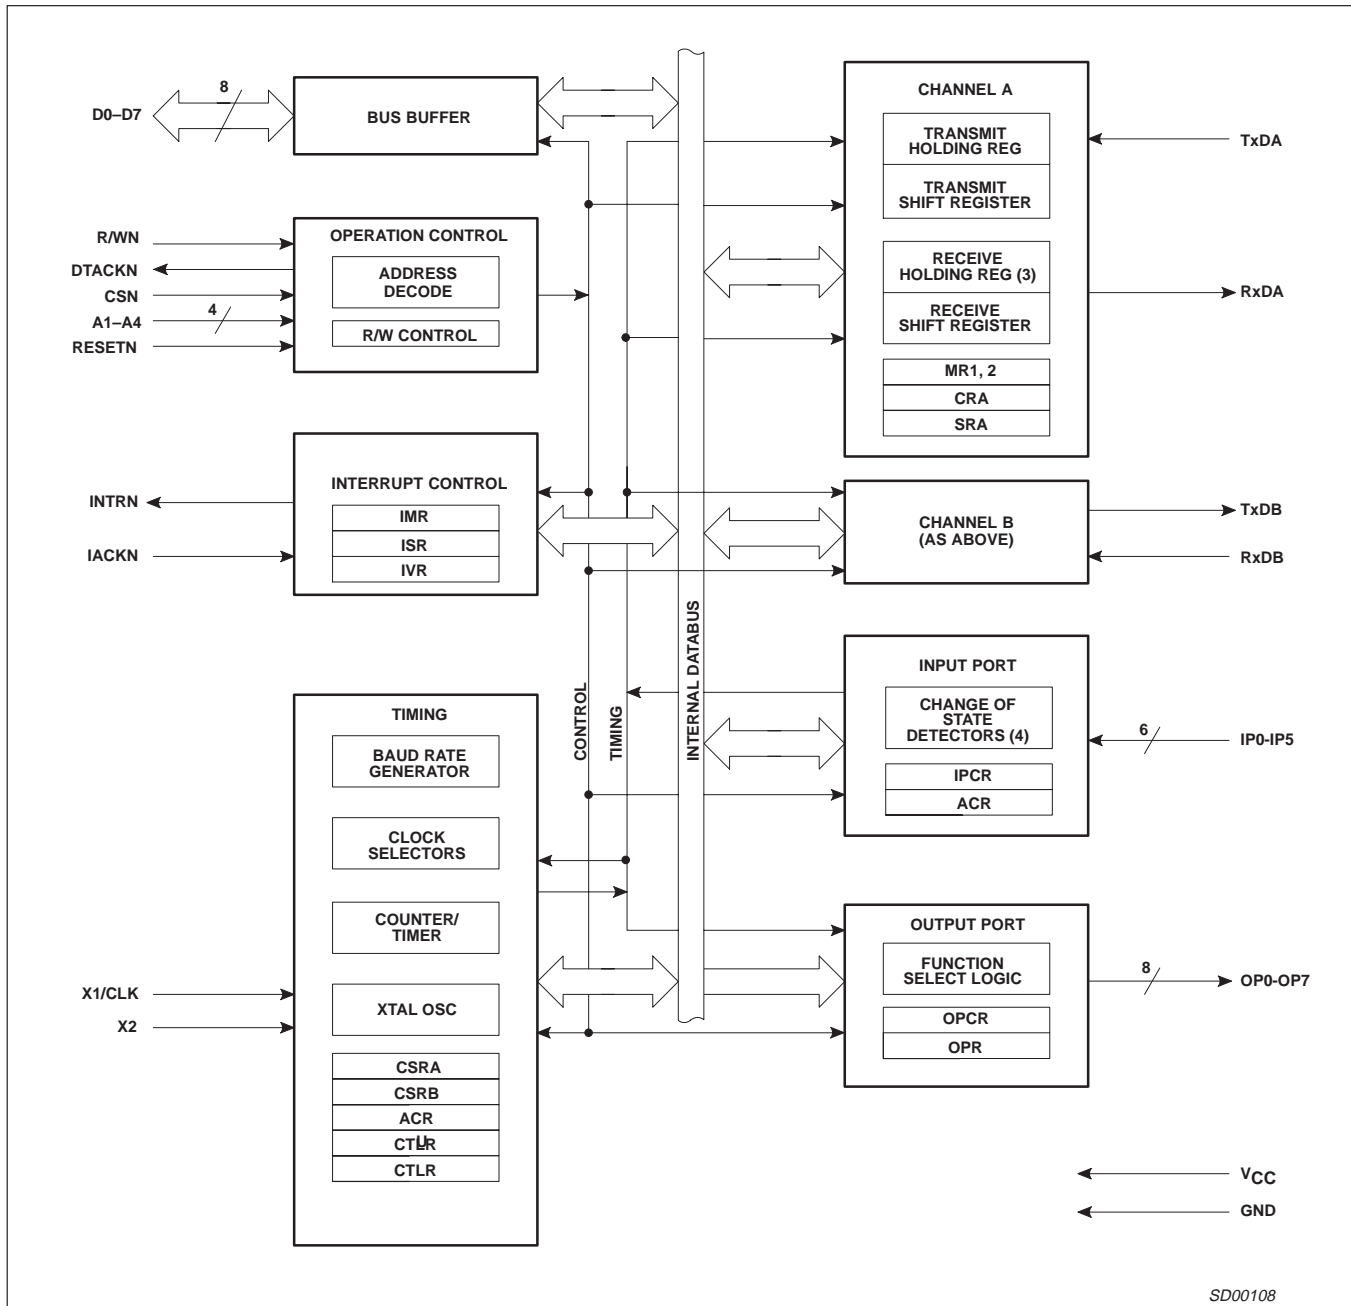 D0–D7
8
BUS BUFFER
R/WN
DTACKN
CSN
A1–A4
4
RESETN
OPERATION CONTROL
ADDRESS
DECODE
R/W CONTROL
INTRN
IACKN
INTERRUPT CONTROL
IMR
ISR
IVR
TIMING
BAUD RATE
GENERATOR
CLOCK
SELECTORS
COUNTER/
TIMER
XTAL OSC
X1/CLK
X2
CSRA
CSRB
ACR
CTLR
CONTROL
TIMING
INTERNAL DATABUS
CHANNEL A
TRANSMIT
HOLDING REG
TRANSMIT
SHIFT REGISTER
RECEIVE
HOLDING REG (3)
RECEIVE
SHIFT REGISTER
MR1, 2
CRA
SRA
TxDA
RxDA
CHANNEL B
(AS ABOVE)
TxDB
RxDB
INPUT PORT
CHANGE OF
STATE
DETECTORS (4)
IPCR
ACR
6
IP0-IP5
OUTPUT PORT
FUNCTION
SELECT LOGIC
OPCR
OPR
8
OP0-OP7
VCC
GND
SD00108